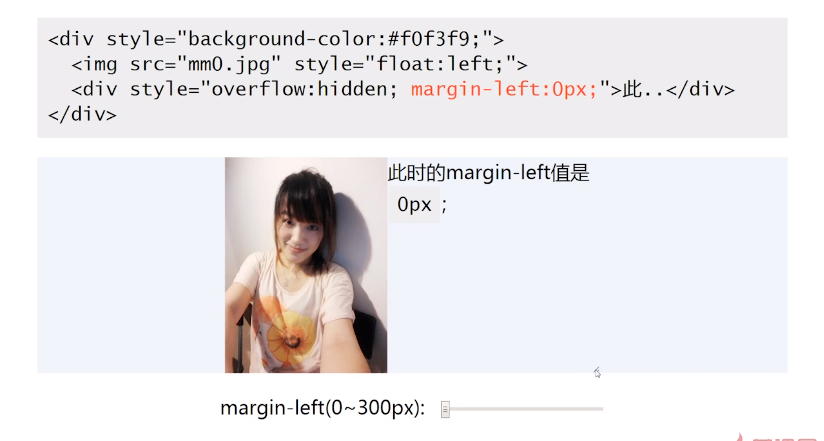 <div style="background-color:#f0f3f9;">
<img src="mm0.jpg" style="float:left;">
<div style="overflow:hidden; margin-left:0px;">此..</div>
</div>
此时的margin-left值是
0px ;
margin-left(0~300px):